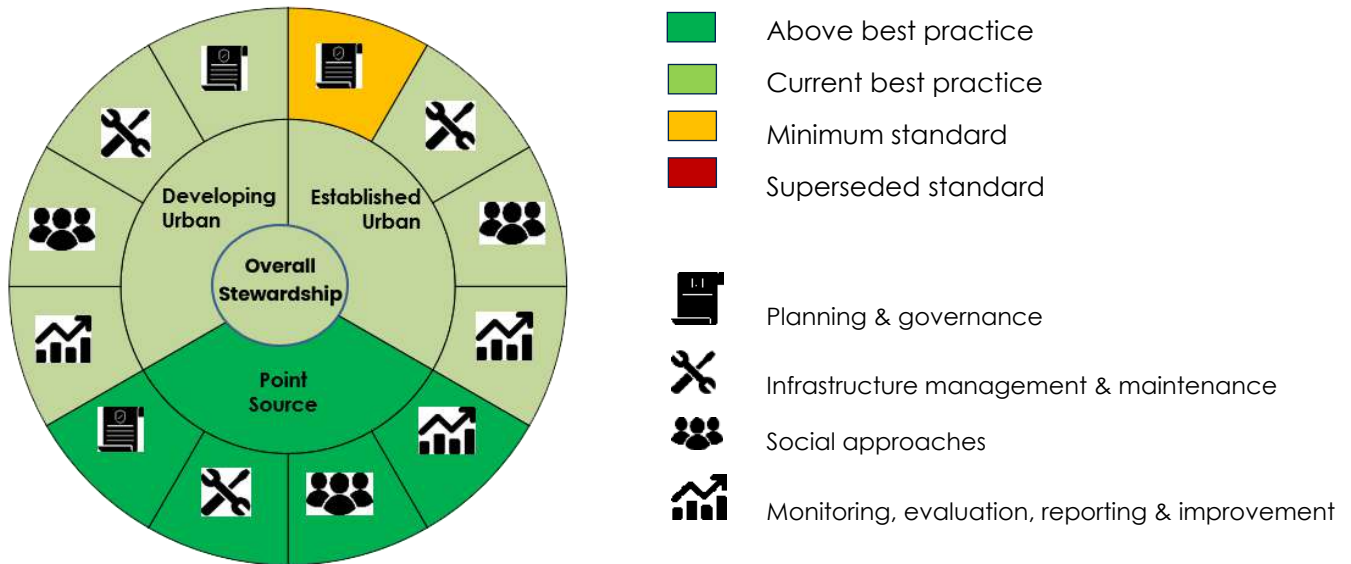 Developing
Urban
Established
Urban
Overall
Stewardship
Point
Source
Above best practice
Current best practice
Minimum standard
Superseded standard
Planning & governance
Infrastructure management & maintenance
Social approaches
Monitoring, evaluation, reporting & improvement